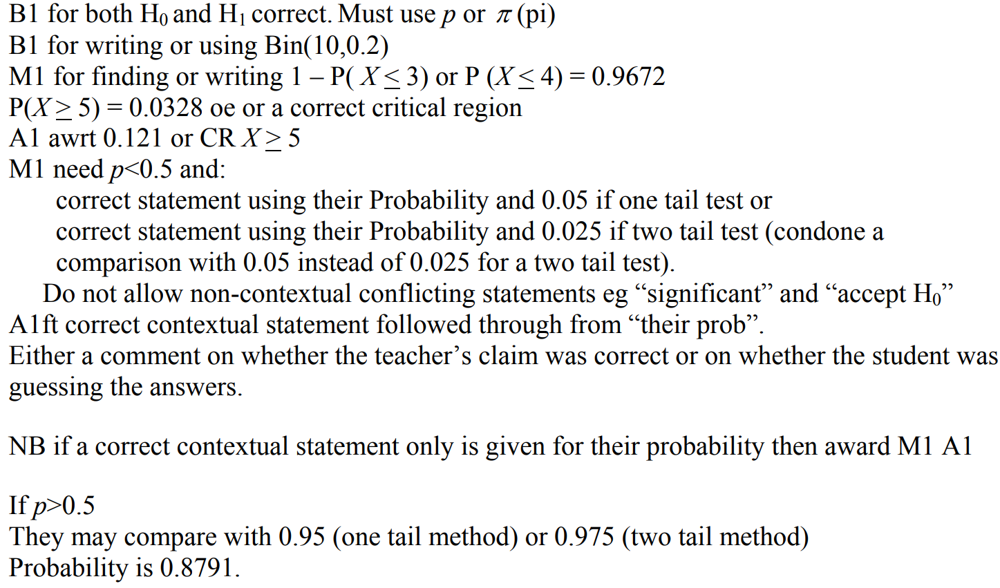 B1 for both H₀ and H₁ correct. Must use p or π (pi)
B1 for writing or using Bin(10,0.2)
M1 for finding or writing 1 – P( X ≤ 3) or P (X ≤ 4) = 0.9672
P(X ≥ 5) = 0.0328 oe or a correct critical region
A1 awrt 0.121 or CR X ≥ 5
M1 need p<0.5 and:
correct statement using their Probability and 0.05 if one tail test or
correct statement using their Probability and 0.025 if two tail test (condone a
comparison with 0.05 instead of 0.025 for a two tail test).
Do not allow non-contextual conflicting statements eg “significant” and “accept H₀”
A1ft correct contextual statement followed through from “their prob”.
Either a comment on whether the teacher’s claim was correct or on whether the student was
guessing the answers.
NB if a correct contextual statement only is given for their probability then award M1 A1
If p>0.5
They may compare with 0.95 (one tail method) or 0.975 (two tail method)
Probability is 0.8791.